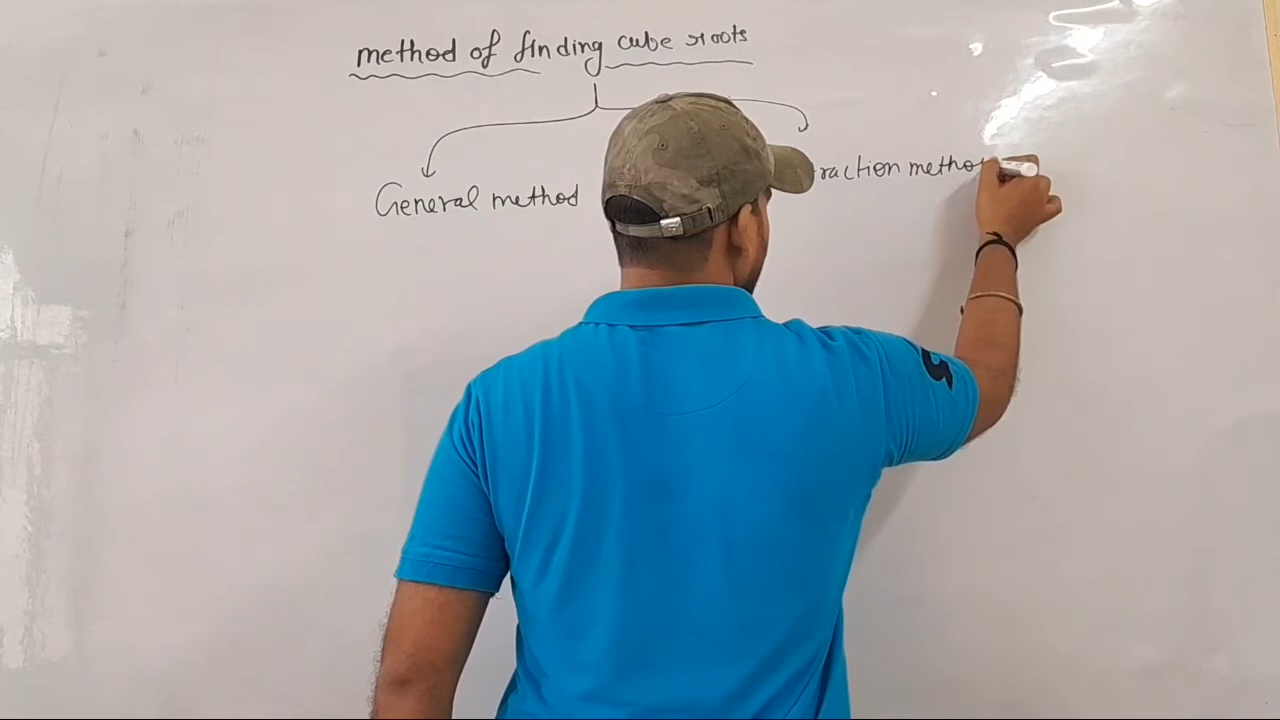 method of finding cube roots
General method
raction metho